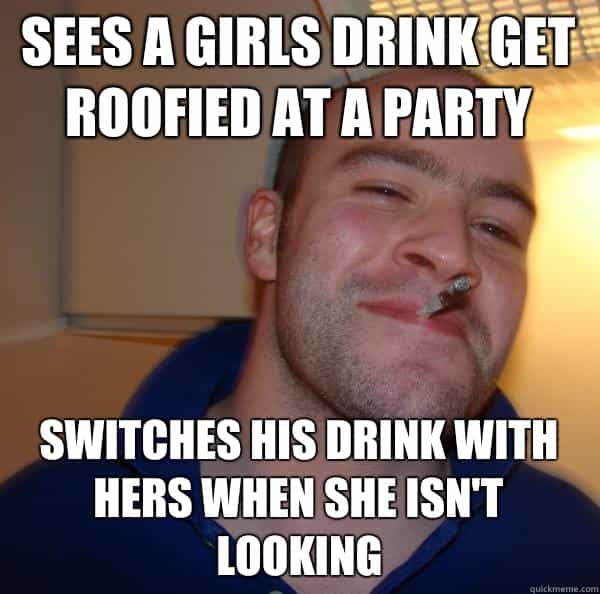 SEES A GIRLS DRINK GET
ROOFIED AT A PARTY
SWITCHES HIS DRINK WITH
HERS WHEN SHE ISN'T
LOOKING
quickmeme.com